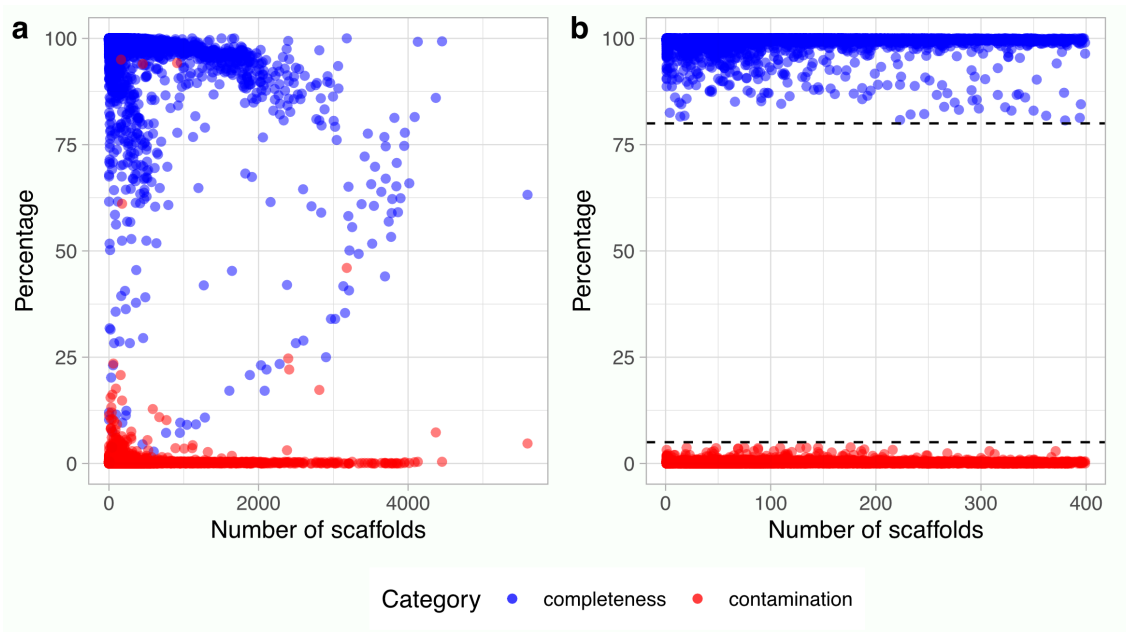 a
b
100
75
50
25
0
Percentage
0 2000 4000
Number of scaffolds
100
75
50
25
0
Percentage
0 100 200 300 400
Number of scaffolds
Category completeness contamination